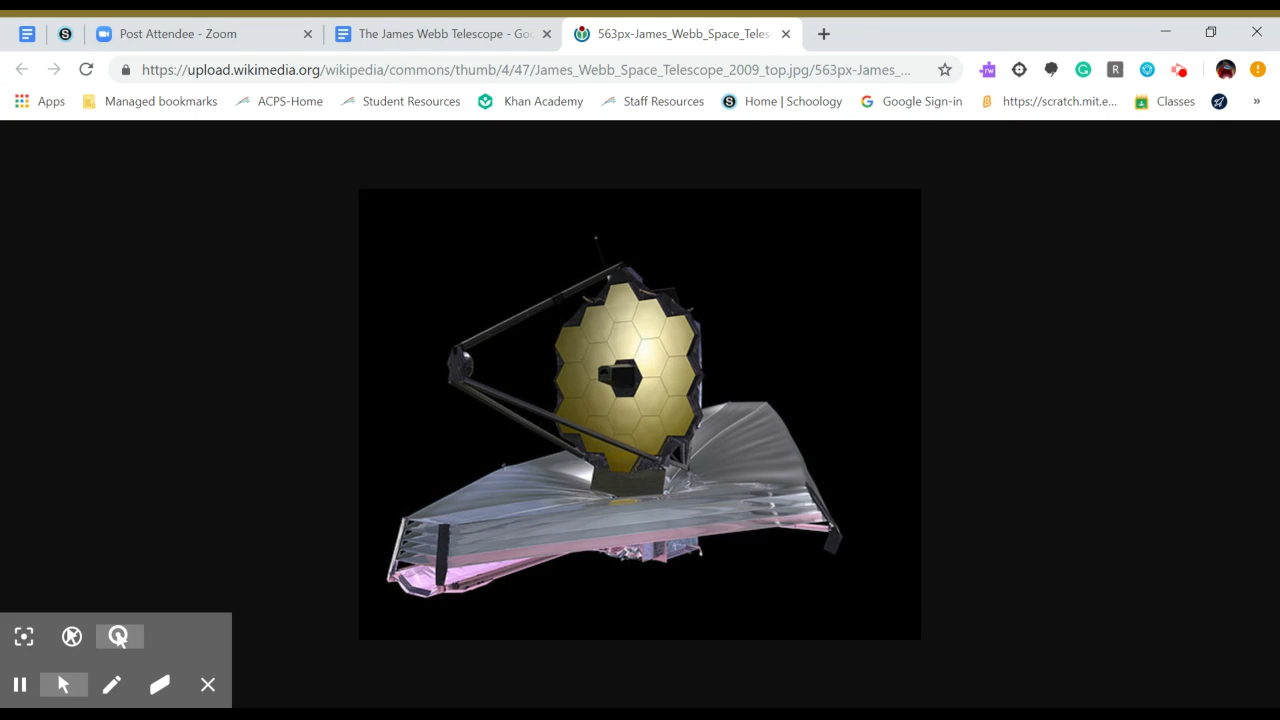 Post Attendee - Zoom
The James Webb Telescope - Goo
563px-James_Webb_Space_Teles
https://upload.wikimedia.org/wikipedia/commons/thumb/4/47/James_Webb_Space_Telescope_2009_top.jpg/563px-James_...
rw
G
R
Apps
Managed bookmarks
ACPS-Home
Student Resources
Khan Academy
Staff Resources
S Home | Schoology
G Google Sign-in
https://scratch.mit.e...
Classes
»